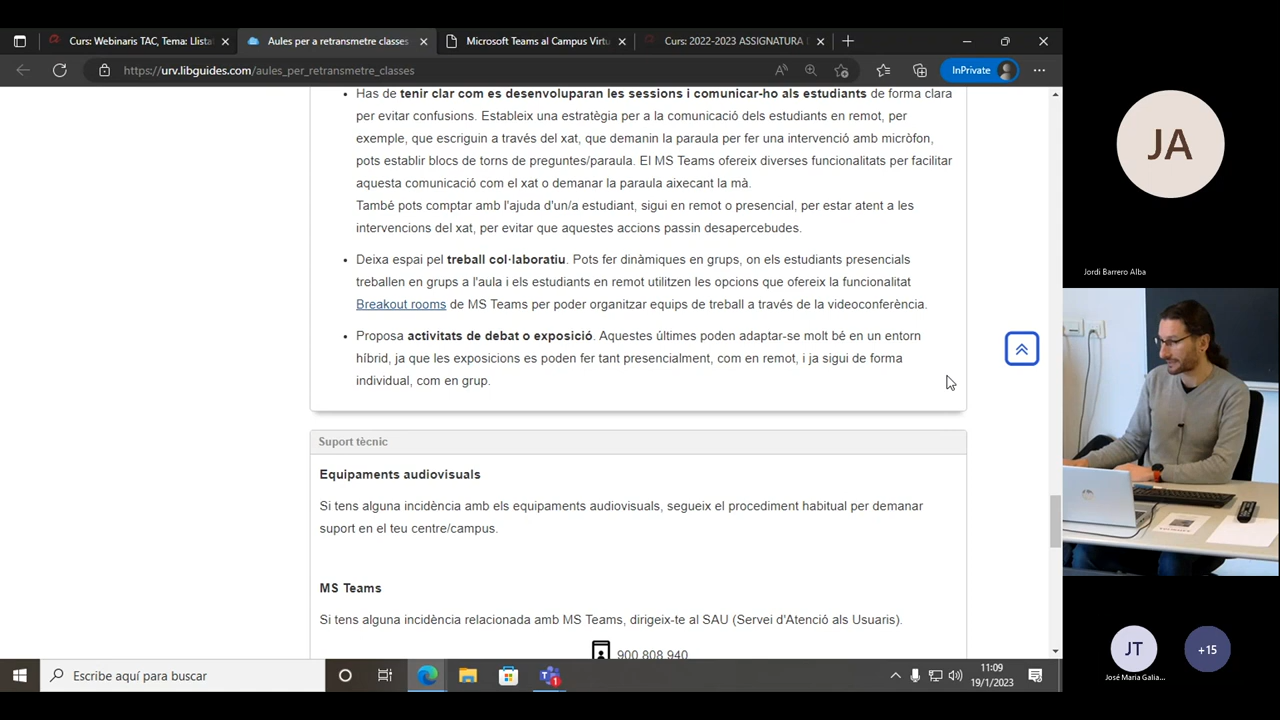 Curs: Webinaris TAC, Tema: Llista
Aules per a retransmetre classes
Microsoft Teams al Campus Virtu
Curs: 2022-2023 ASSIGNATURA
https://urv.libguides.com/aules_per_retransmetre_classes
InPrivate
Has de tenir clar com es desenvoluparan les sessions i comunicar-ho als estudiants de forma clara
per evitar confusions. Estableix una estratègia per a la comunicació dels estudiants en remot, per
exemple, que escriguin a través del xat, que demanin la paraula per fer una intervenció amb micròfon,
pots establir blocs de torns de preguntes/paraula. El MS Teams ofereix diverses funcionalitats per facilitar
aquesta comunicació com el xat o demanar la paraula aixecant la mà.
També pots comptar amb l'ajuda d'un/a estudiant, sigui en remot o presencial, per estar atent a les
intervencions del xat, per evitar que aquestes accions passin desapercebudes.
Deixa espai pel treball col·laboratiu. Pots fer dinàmiques en grups, on els estudiants presencials
treballen en grups a l'aula i els estudiants en remot utilitzen les opcions que ofereix la funcionalitat
Breakout rooms de MS Teams per poder organitzar equips de treball a través de la videoconferència.
Proposa activitats de debat o exposició. Aquestes últimes poden adaptar-se molt bé en un entorn
híbrid, ja que les exposicions es poden fer tant presencialment, com en remot, i ja sigui de forma
individual, com en grup.
Suport tècnic
Equipaments audiovisuals
Si tens alguna incidència amb els equipaments audiovisuals, segueix el procediment habitual per demanar
suport en el teu centre/campus.
MS Teams
Si tens alguna incidència relacionada amb MS Teams, dirigeix-te al SAU (Servei d'Atenció als Usuaris).
900 808 940
Escribe aquí para buscar
1
11:09
19/1/2023
JA
Jordi Barrero Alba
JT
+15
José Maria Galia...